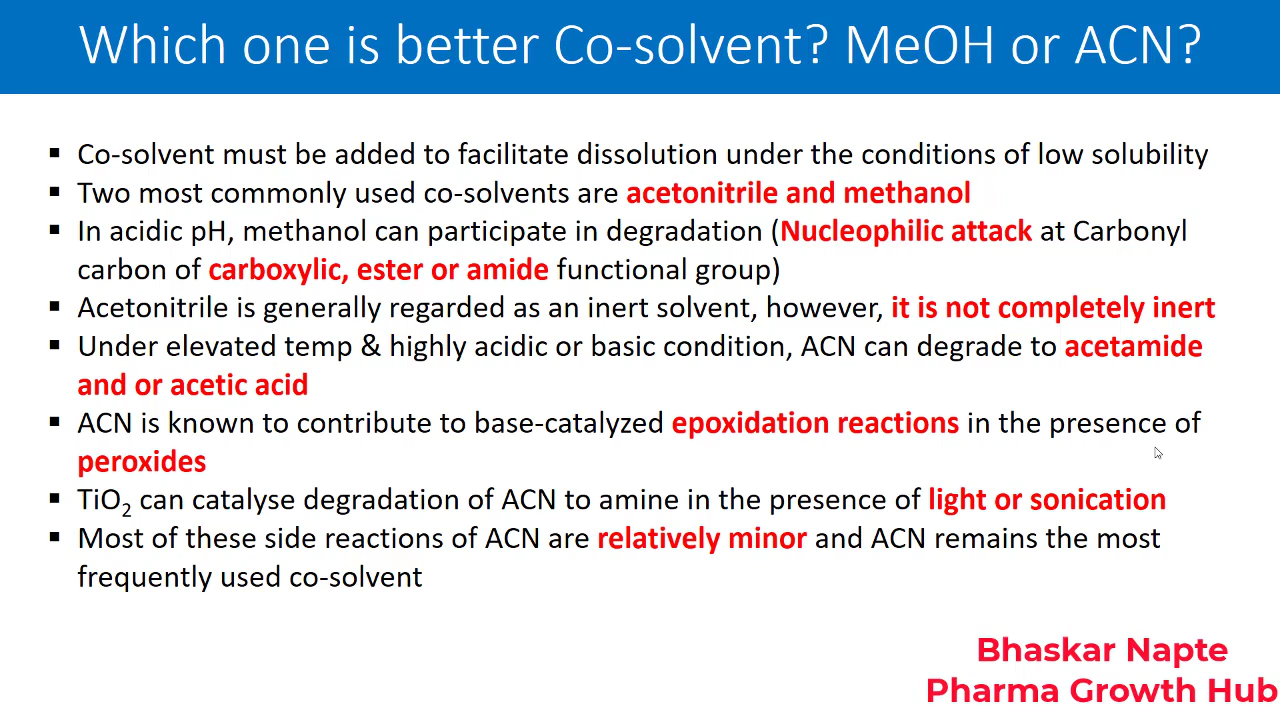 Which one is better Co-solvent? MeOH or ACN?
▪ Co-solvent must be added to facilitate dissolution under the conditions of low solubility
▪ Two most commonly used co-solvents are acetonitrile and methanol
▪ In acidic pH, methanol can participate in degradation (Nucleophilic attack at Carbonyl
carbon of carboxylic, ester or amide functional group)
▪ Acetonitrile is generally regarded as an inert solvent, however, it is not completely inert
▪ Under elevated temp & highly acidic or basic condition, ACN can degrade to acetamide
and or acetic acid
▪ ACN is known to contribute to base-catalyzed epoxidation reactions in the presence of
peroxides
▪ TiO₂ can catalyse degradation of ACN to amine in the presence of light or sonication
▪ Most of these side reactions of ACN are relatively minor and ACN remains the most
frequently used co-solvent
Bhaskar Napte
Pharma Growth Hub